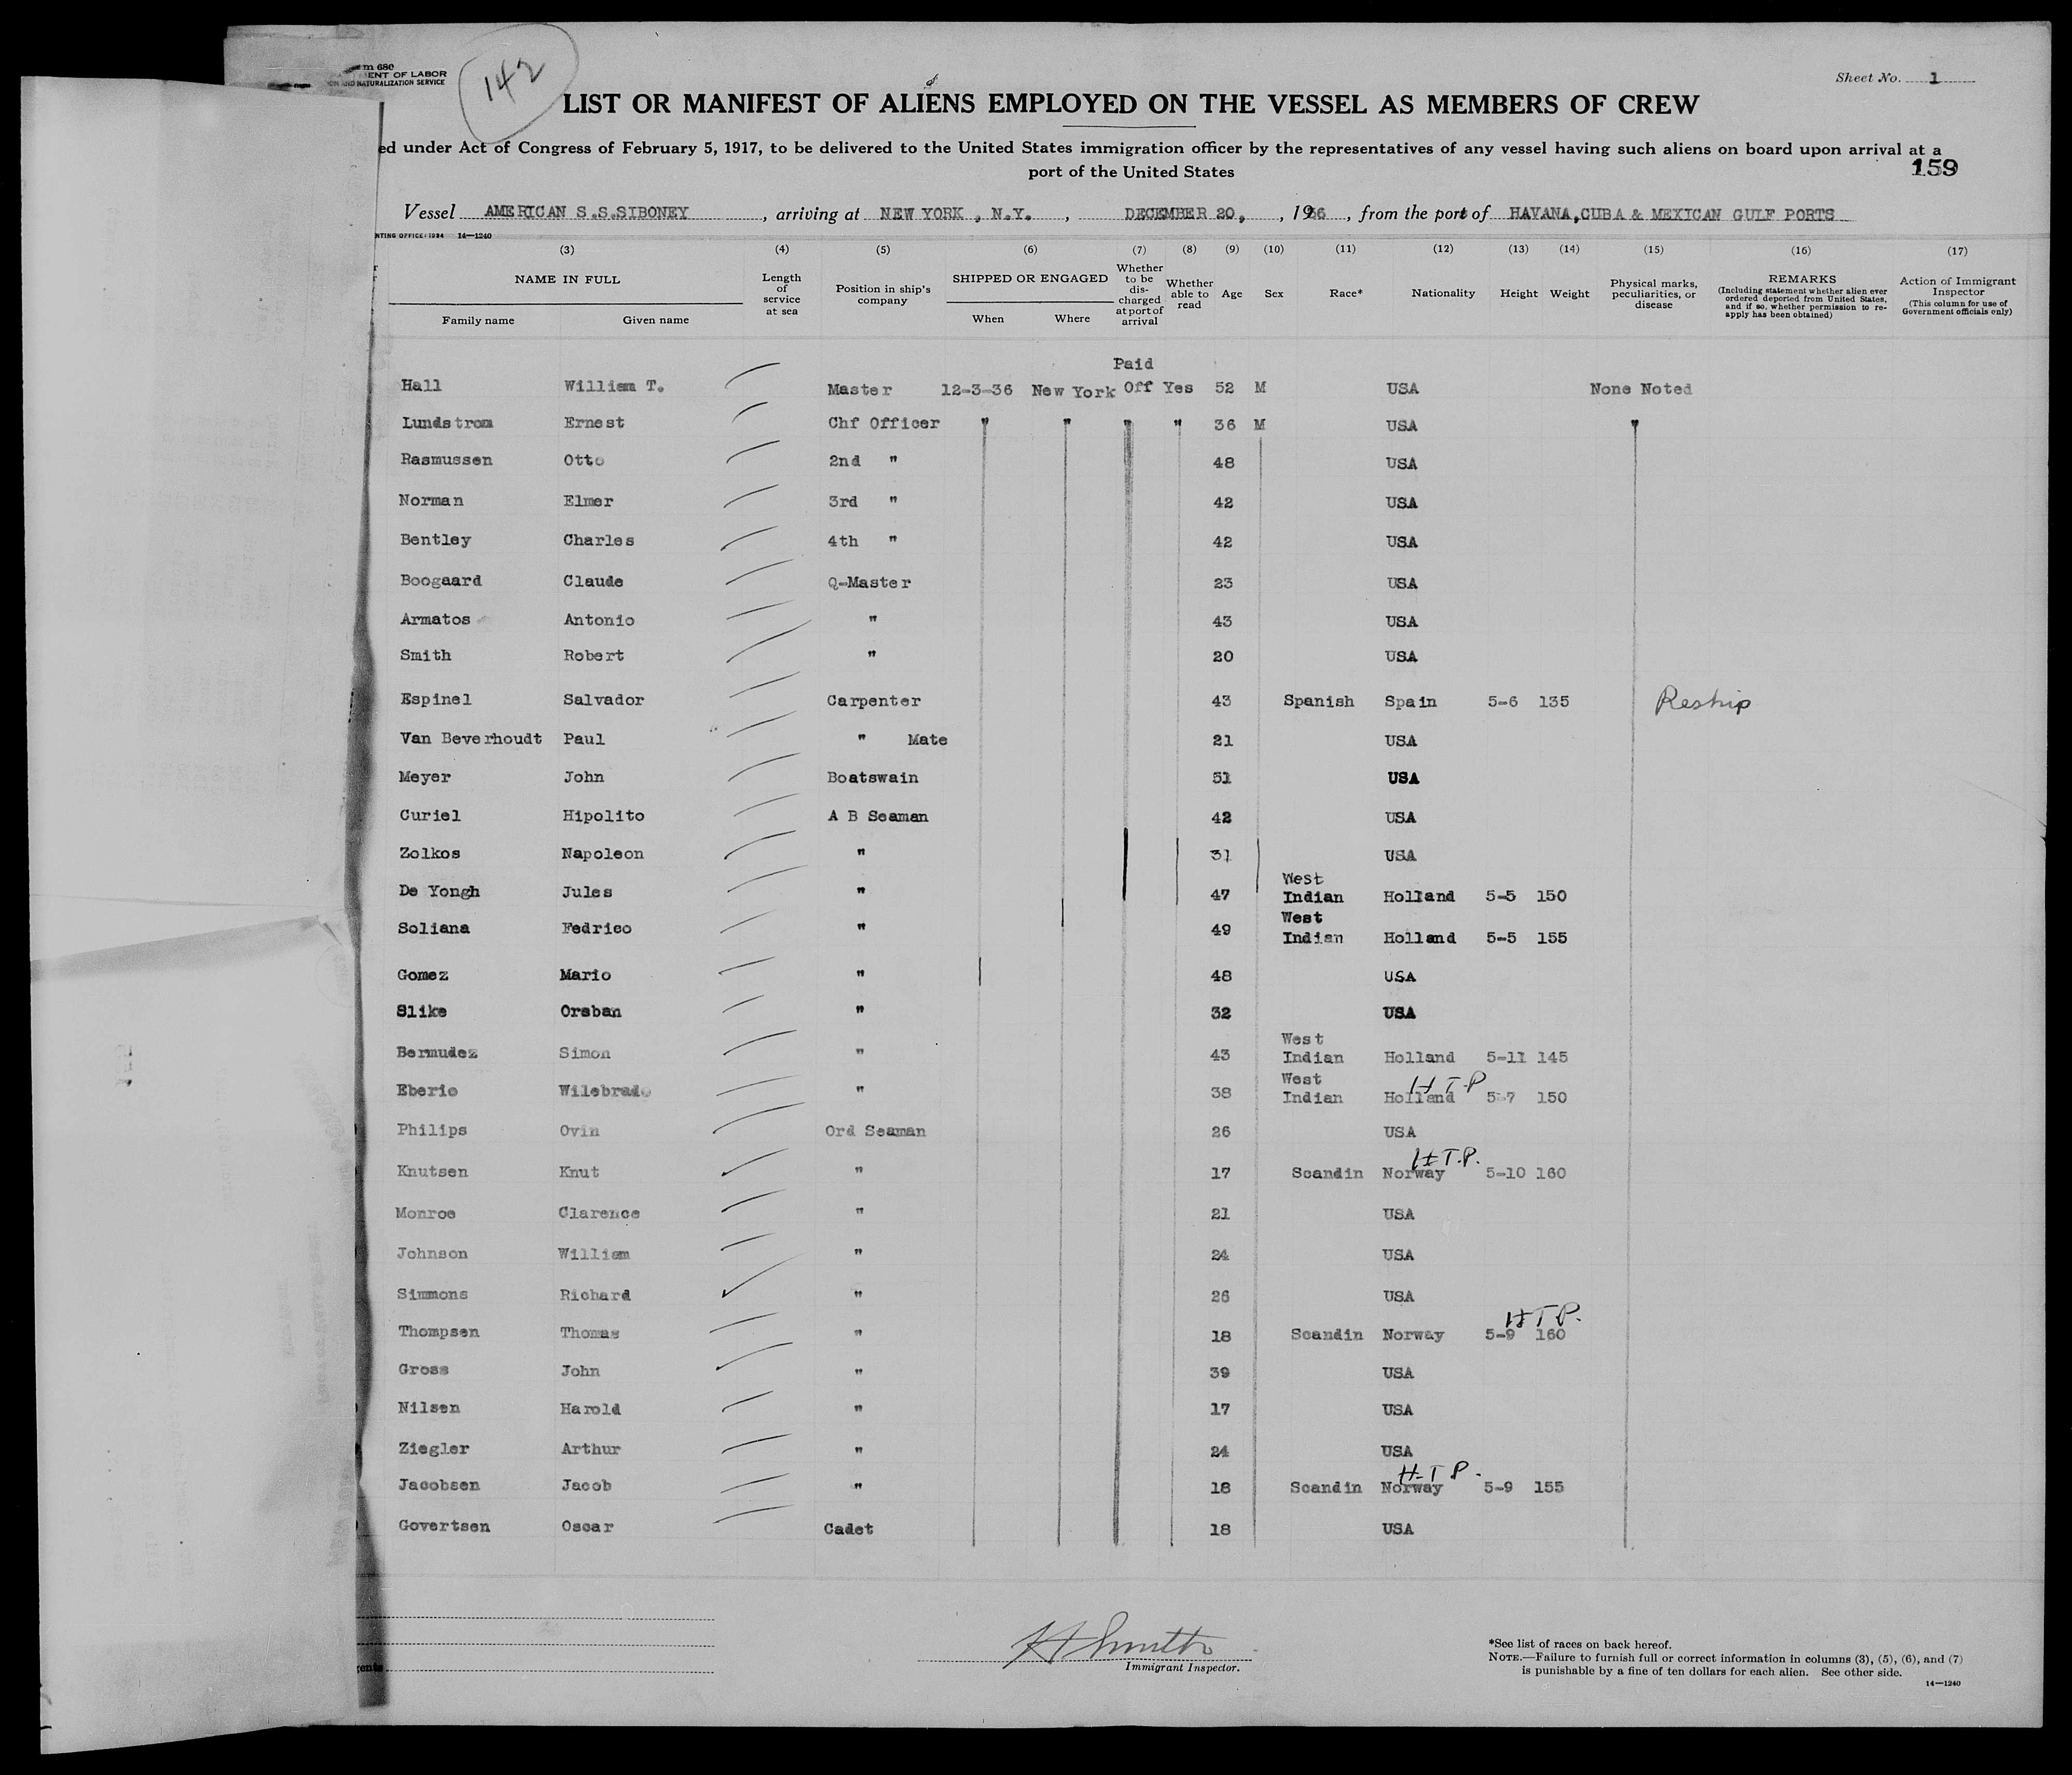 m 680
ENT OF LABOR
ON AND NATURALIZATION SERVICE
142
Sheet No. 1
LIST OR MANIFEST OF ALIENS EMPLOYED ON THE VESSEL AS MEMBERS OF CREW
ed under Act of Congress of February 5, 1917, to be delivered to the United States immigration officer by the representatives of any vessel having such aliens on board upon arrival at a
port of the United States
159
Vessel AMERICAN S.S.SIBONEY , arriving at NEW YORK , N.Y. , DECEMBER 20, , 1936 , from the port of HAVANA,CUBA & MEXICAN GULF PORTS
NTING OFFICE: 1934 14—1240
(3) (4) (5) (6) (7) (8) (9) (10) (11) (12) (13) (14) (15) (16) (17)
NAME IN FULL
Family name Given name
Length of service at sea
Position in ship's company
SHIPPED OR ENGAGED
When Where
Whether to be discharged at port of arrival
Whether able to read
Age Sex Race* Nationality Height Weight
Physical marks, peculiarities, or disease
REMARKS
(Including statement whether alien ever ordered deported from United States, and if so, whether permission to re-apply has been obtained)
Action of Immigrant Inspector
(This column for use of Government officials only)
Paid
Hall William T. Master 12-3-36 New York Off Yes 52 M USA None Noted
Lundstrom Ernest Chf Officer " " " " 36 M USA "
Rasmussen Otto 2nd " 48 USA
Norman Elmer 3rd " 42 USA
Bentley Charles 4th " 42 USA
Boogaard Claude Q-Master 23 USA
Armatos Antonio " 43 USA
Smith Robert " 20 USA
Espinel Salvador Carpenter 43 Spanish Spain 5-6 135 Reship
Van Beverhoudt Paul " Mate 21 USA
Meyer John Boatswain 51 USA
Curiel Hipolito A B Seaman 42 USA
Zolkos Napoleon " 31 USA
West
De Yongh Jules " 47 Indian Holland 5-5 150
West
Soliana Fedrico " 49 Indian Holland 5-5 155
Gomez Mario " 48 USA
Slike Orsban " 32 USA
West
Bermudez Simon " 43 Indian Holland 5-11 145
West H T P
Eberio Wilebrado " 38 Indian Holland 5-7 150
Philips Ovin Ord Seaman 26 USA
H T.P.
Knutsen Knut " 17 Scandin Norway 5-10 160
Monroe Clarence " 21 USA
Johnson William " 24 USA
Simmons Richard " 26 USA
H T P.
Thompsen Thomas " 18 Scandin Norway 5-9 160
Gross John " 39 USA
Nilsen Harold " 17 USA
Ziegler Arthur " 24 USA
H T P.
Jacobsen Jacob " 18 Scandin Norway 5-9 155
Govertsen Oscar Cadet 18 USA
gents
H Smith
Immigrant Inspector.
*See list of races on back hereof.
NOTE.—Failure to furnish full or correct information in columns (3), (5), (6), and (7)
is punishable by a fine of ten dollars for each alien. See other side.
14—1240